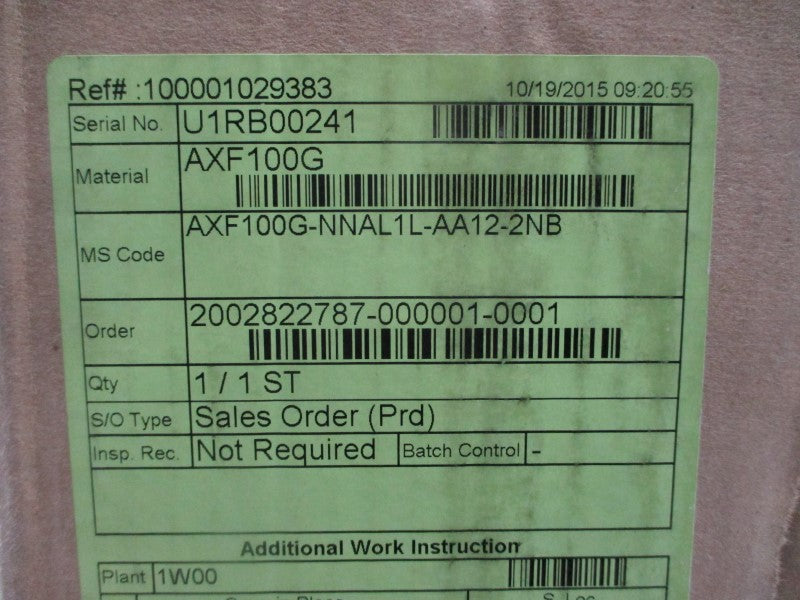 Ref# :100001029383 10/19/2015 09:20:55
Serial No. U1RB00241
Material AXF100G
MS Code AXF100G-NNAL1L-AA12-2NB
Order 2002822787-000001-0001
Qty 1 / 1 ST
S/O Type Sales Order (Prd)
Insp. Rec. Not Required Batch Control -
Additional Work Instruction
Plant 1W00